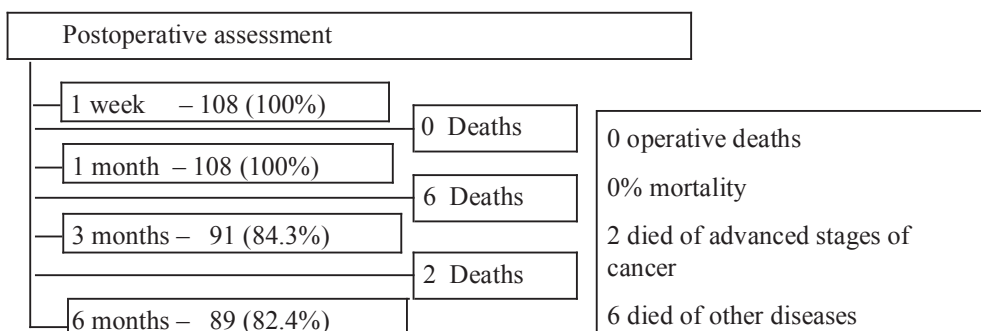 Postoperative assessment
1 week – 108 (100%)
0 Deaths
1 month – 108 (100%)
6 Deaths
3 months – 91 (84.3%)
2 Deaths
6 months – 89 (82.4%)
0 operative deaths
0% mortality
2 died of advanced stages of
cancer
6 died of other diseases